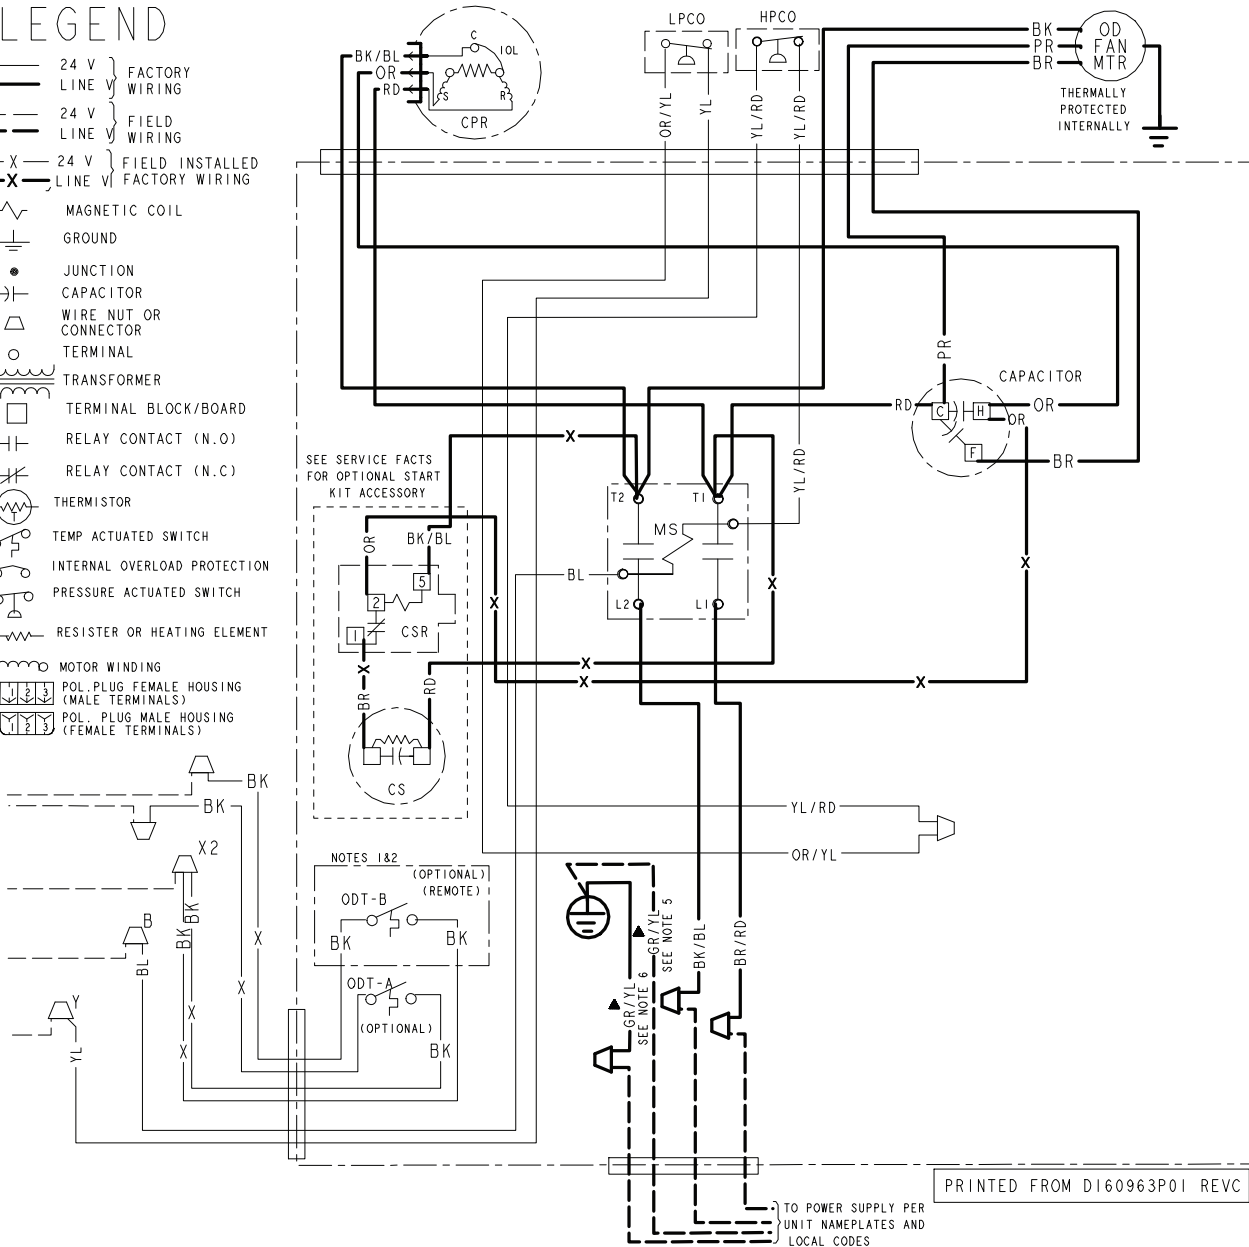 LEGEND
24 V
LINE V
FACTORY
WIRING
24 V
LINE V
FIELD
WIRING
X
24 V
X
LINE V
FIELD INSTALLED
FACTORY WIRING
MAGNETIC COIL
GROUND
JUNCTION
CAPACITOR
WIRE NUT OR
CONNECTOR
TERMINAL
TRANSFORMER
TERMINAL BLOCK/BOARD
RELAY CONTACT (N.O)
RELAY CONTACT (N.C)
T
THERMISTOR
TEMP ACTUATED SWITCH
INTERNAL OVERLOAD PROTECTION
PRESSURE ACTUATED SWITCH
RESISTER OR HEATING ELEMENT
MOTOR WINDING
1 2 3
POL.PLUG FEMALE HOUSING
(MALE TERMINALS)
1 2 3
POL. PLUG MALE HOUSING
(FEMALE TERMINALS)
BK/BL
OR
RD
C
IOL
S
R
CPR
LPCO
HPCO
OR/YL
YL
YL/RD
YL/RD
BK
PR
BR
OD
FAN
MTR
THERMALLY
PROTECTED
INTERNALLY
PR
CAPACITOR
RD
C
H
OR
OR
F
BR
X
SEE SERVICE FACTS
FOR OPTIONAL START
KIT ACCESSORY
YL/RD
T2
T1
MS
L2
L1
BL
OR
BK/BL
5
2
1
CSR
X
X
X
X
BR
RD
X
X
X
CS
YL/RD
OR/YL
BK
BK
X2
BK
BK
B
BL
Y
YL
X
X
X
X
NOTES 1&2
(OPTIONAL)
(REMOTE)
ODT-B
BK
BK
ODT-A
(OPTIONAL)
BK
GR/YL
SEE NOTE 5
GR/YL
SEE NOTE 6
BK/BL
BR/RD
PRINTED FROM D160963P01 REVC
TO POWER SUPPLY PER
UNIT NAMEPLATES AND
LOCAL CODES